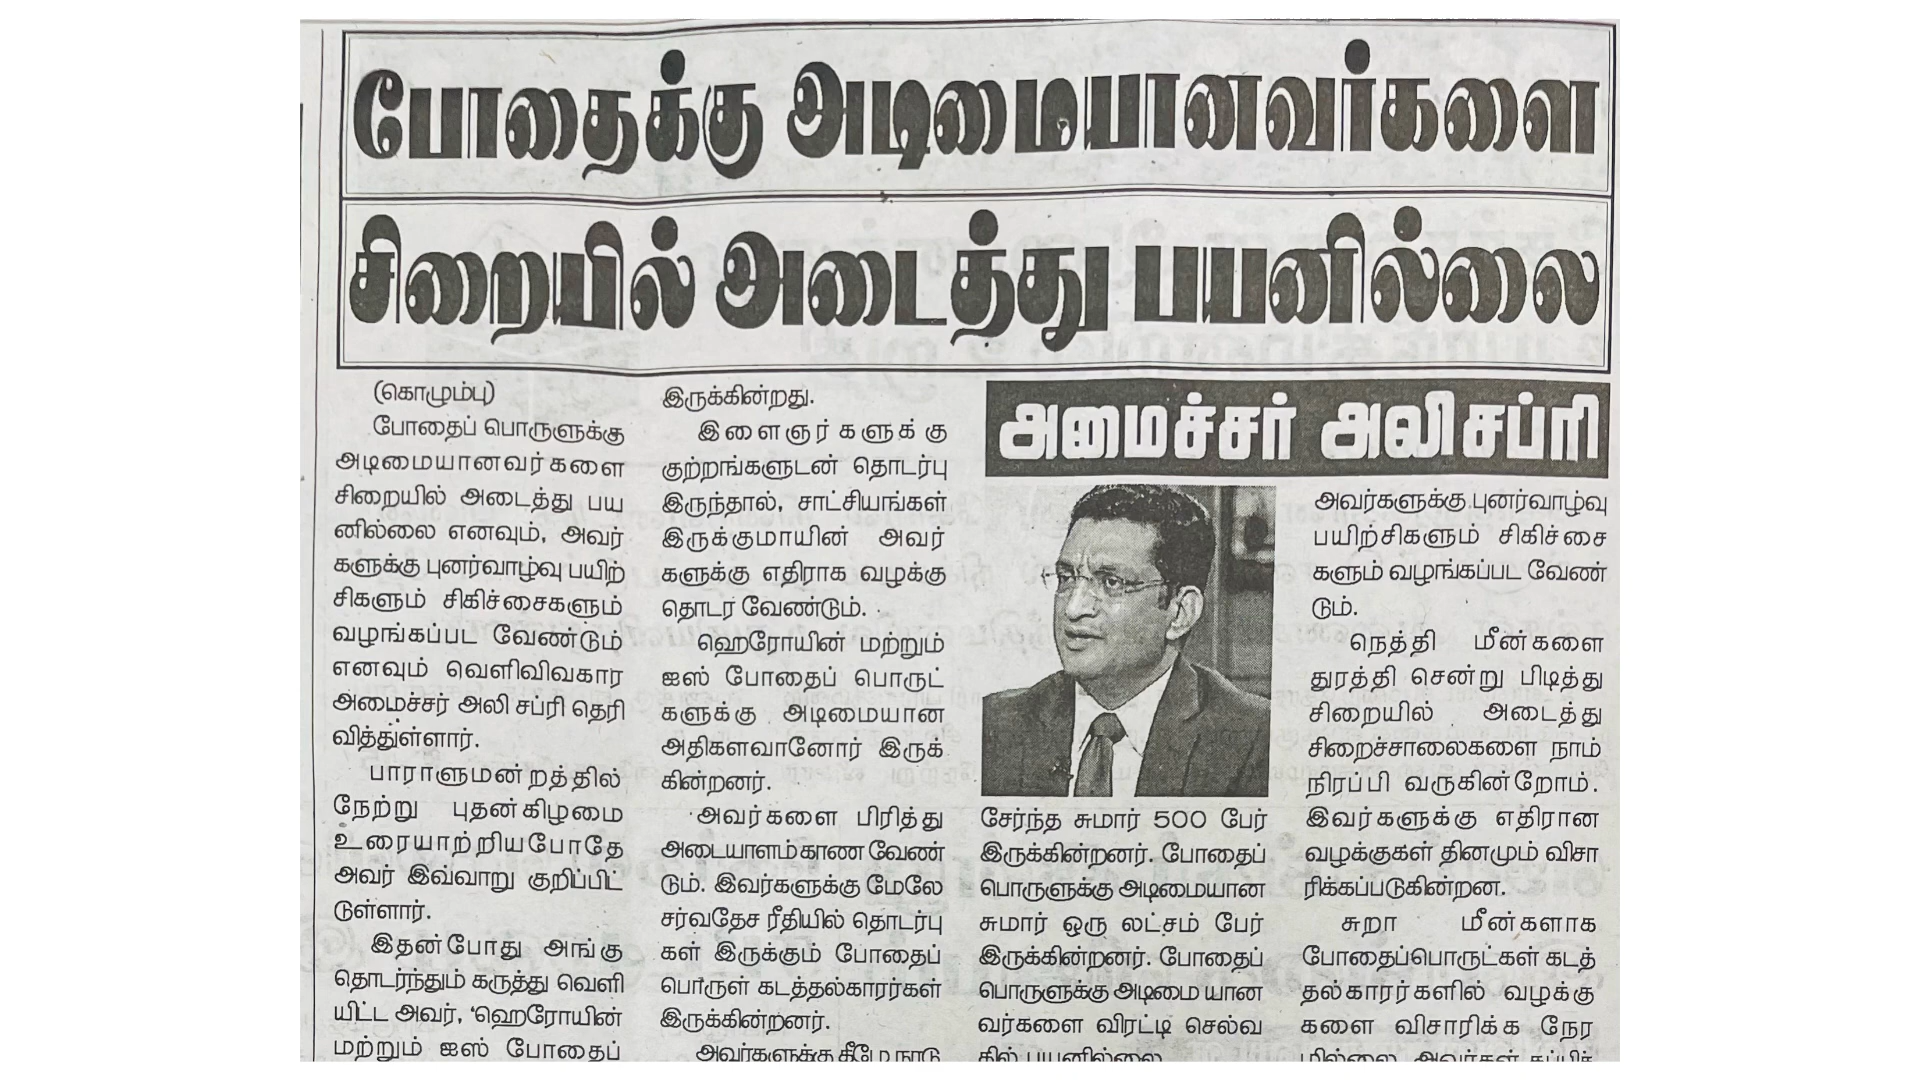 போதைக்கு அடிமையானவர்களை
சிறையில் அடைத்து பயனில்லை
அமைச்சர் அலி சப்ரி
(கொழும்பு)
போதைப் பொருளுக்கு
அடிமையானவர்களை
சிறையில் அடைத்து பய
னில்லை எனவும், அவர்
களுக்கு புனர்வாழ்வு பயிற்
சிகளும் சிகிச்சைகளும்
வழங்கப்பட வேண்டும்
எனவும் வெளிவிவகார
அமைச்சர் அலி சப்ரி தெரி
வித்துள்ளார்.
பாராளுமன்றத்தில்
நேற்று புதன்கிழமை
உரையாற்றியபோதே
அவர் இவ்வாறு குறிப்பிட்
டுள்ளார்.
இதன்போது அங்கு
தொடர்ந்தும் கருத்து வெளி
யிட்ட அவர், 'ஹெரோயின்
மற்றும் ஐஸ் போதைப்
இருக்கின்றது.
இளைஞர்களுக்கு
குற்றங்களுடன் தொடர்பு
இருந்தால், சாட்சியங்கள்
இருக்குமாயின் அவர்
களுக்கு எதிராக வழக்கு
தொடர வேண்டும்.
ஹெரோயின் மற்றும்
ஐஸ் போதைப் பொருட்
களுக்கு அடிமையான
அதிகளவானோர் இருக்
கின்றனர்.
அவர்களை பிரித்து
அடையாளம்காண வேண்
டும். இவர்களுக்கு மேலே
சர்வதேச ரீதியில் தொடர்பு
கள் இருக்கும் போதைப்
பொருள் கடத்தல்காரர்கள்
இருக்கின்றனர்.
அவர்களுக்கு கீழே நாடு
சேர்ந்த சுமார் 500 பேர்
இருக்கின்றனர். போதைப்
பொருளுக்கு அடிமையான
சுமார் ஒரு லட்சம் பேர்
இருக்கின்றனர். போதைப்
பொருளுக்கு அடிமை யான
வர்களை விரட்டி செல்வ
தில் பயனில்லை
அவர்களுக்கு புனர்வாழ்வு
பயிற்சிகளும் சிகிச்சை
களும் வழங்கப்பட வேண்
டும்.
நெத்தி மீன்களை
துரத்தி சென்று பிடித்து
சிறையில் அடைத்து
சிறைச்சாலைகளை நாம்
நிரப்பி வருகின்றோம்.
இவர்களுக்கு எதிரான
வழக்குகள் தினமும் விசா
ரிக்கப்படுகின்றன.
சுறா மீன்களாக
போதைப்பொருட்கள் கடத்
தல்காரர்களில் வழக்கு
களை விசாரிக்க நேர
மில்லை. அவர்கள்